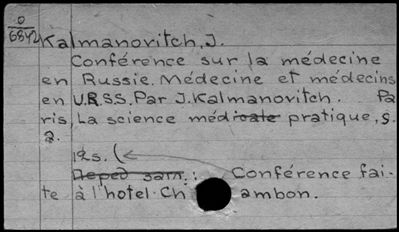 0
6842
Kalmanovitch, J.
Conférence sur la médecine
en Russie. Médecine et médecins
en U.R.S.S. Par J. Kalmanovitch. Pa
ris, La science médicale pratique, s.
a.
12s. (
: Conférence fai-
te à l'hotel Ch ambon.